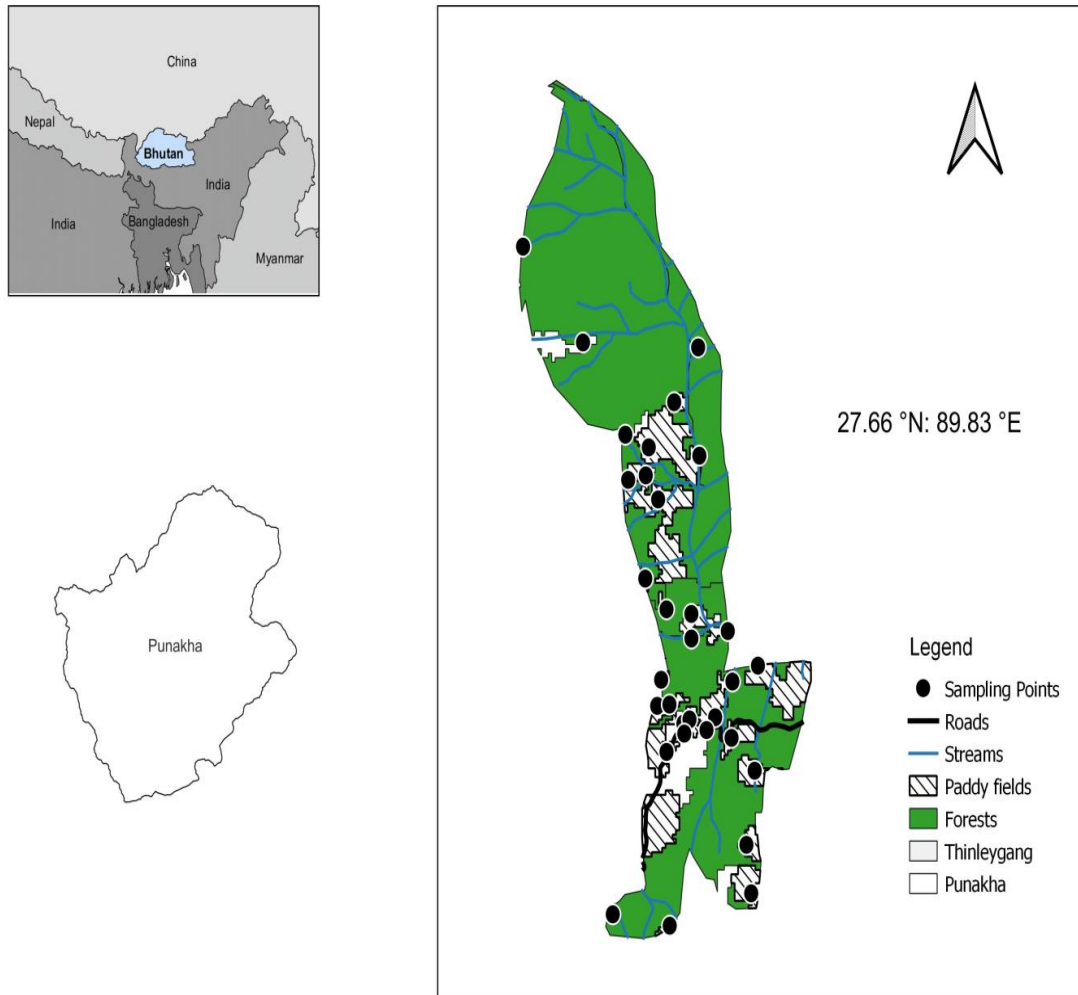 China
Nepal
Bhutan
India
India
Bangladesh
Myanmar
Punakha
27.66 °N: 89.83 °E
Legend
Sampling Points
Roads
Streams
Paddy fields
Forests
Thinleygang
Punakha